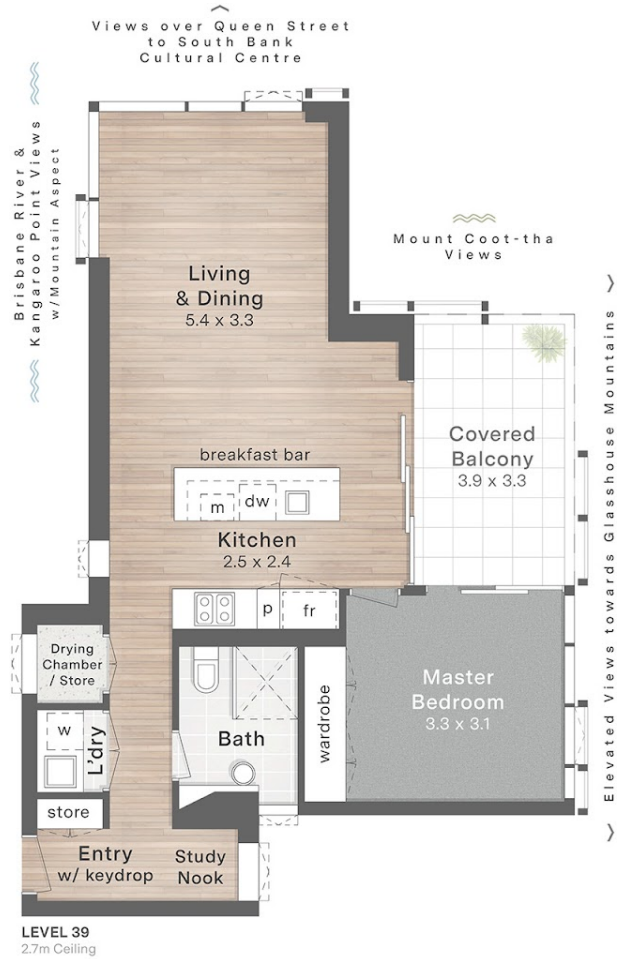 Views over Queen Street
to South Bank
Cultural Centre
Brisbane River &
Kangaroo Point Views
w/Mountain Aspect
Mount Coot-tha
Views
Elevated Views towards Glasshouse Mountains
Living
& Dining
5.4 x 3.3
Covered
Balcony
3.9 x 3.3
breakfast bar
m
dw
Kitchen
2.5 x 2.4
p
fr
Drying
Chamber
/ Store
Master
Bedroom
3.3 x 3.1
wardrobe
Bath
w
L'dry
store
Entry
w/ keydrop
Study
Nook
LEVEL 39
2.7m Ceiling